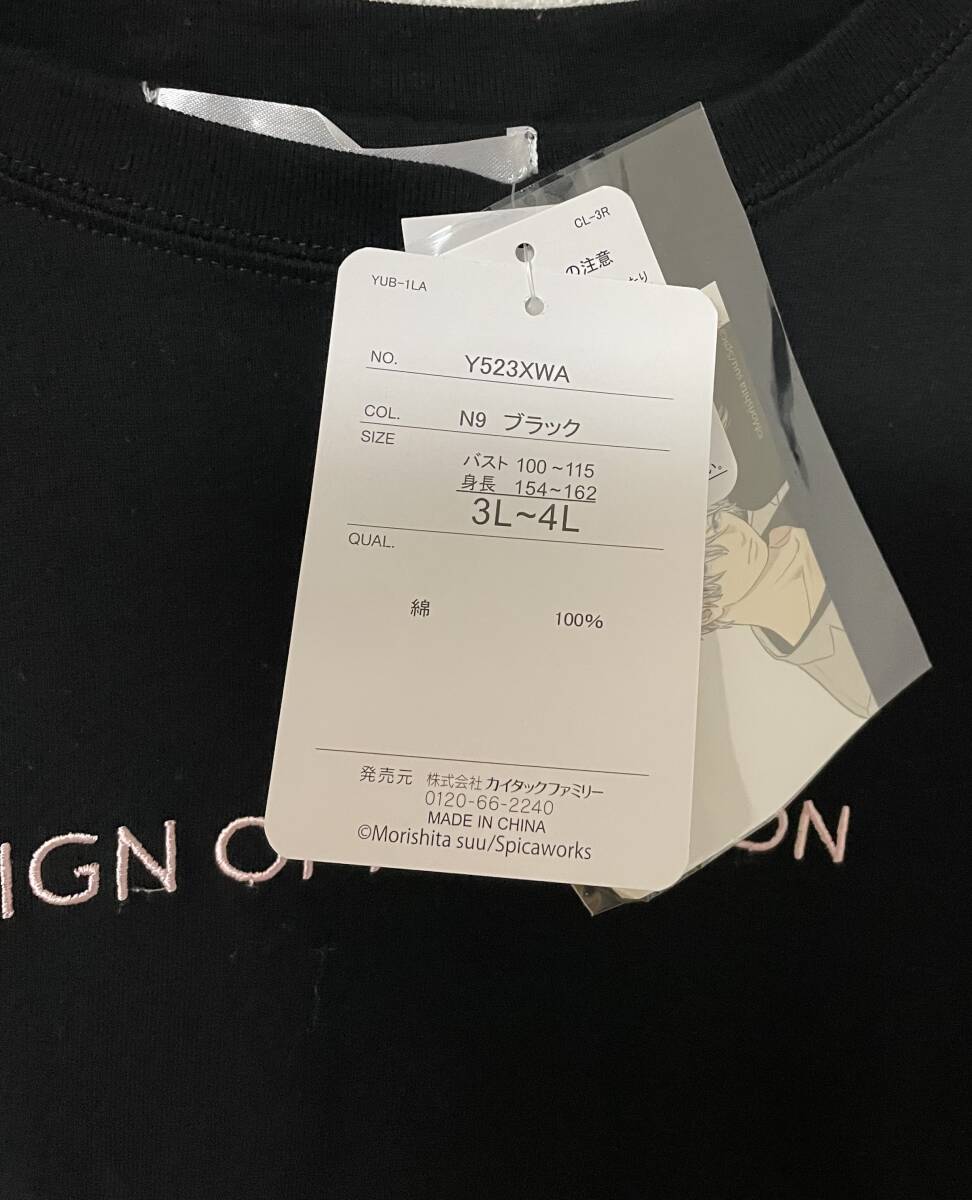 CL-3R
の注意
YUB-1LA
NO. Y523XWA
COL. N9 ブラック
SIZE
バスト 100~115
身長 154~162
3L~4L
QUAL.
綿 100%
発売元 株式会社 カイタックファミリー
0120-66-2240
MADE IN CHINA
©Morishita suu/Spicaworks
©Morishita suu/Spic
IGN O ON